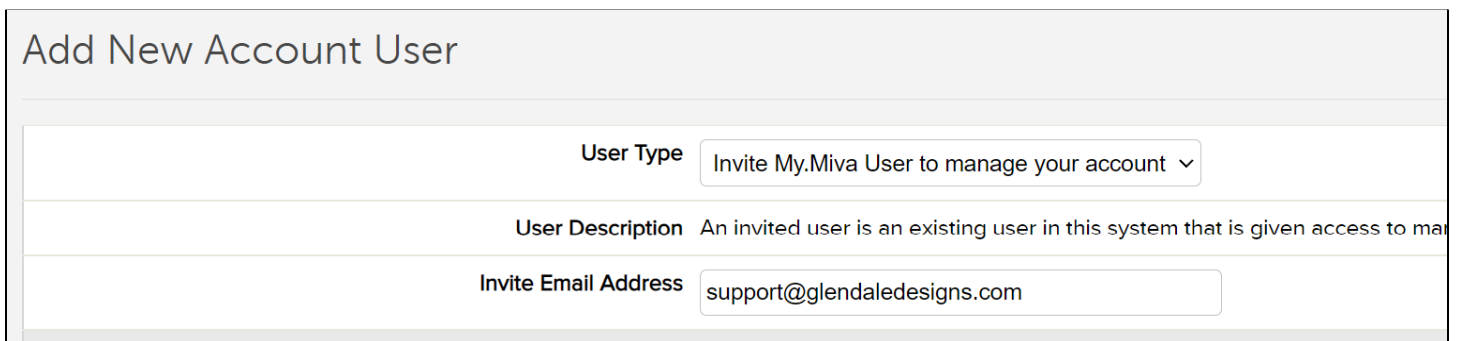 Add New Account User
User Type Invite My.Miva User to manage your account
User Description An invited user is an existing user in this system that is given access to
Invite Email Address support@glendaledesigns.com